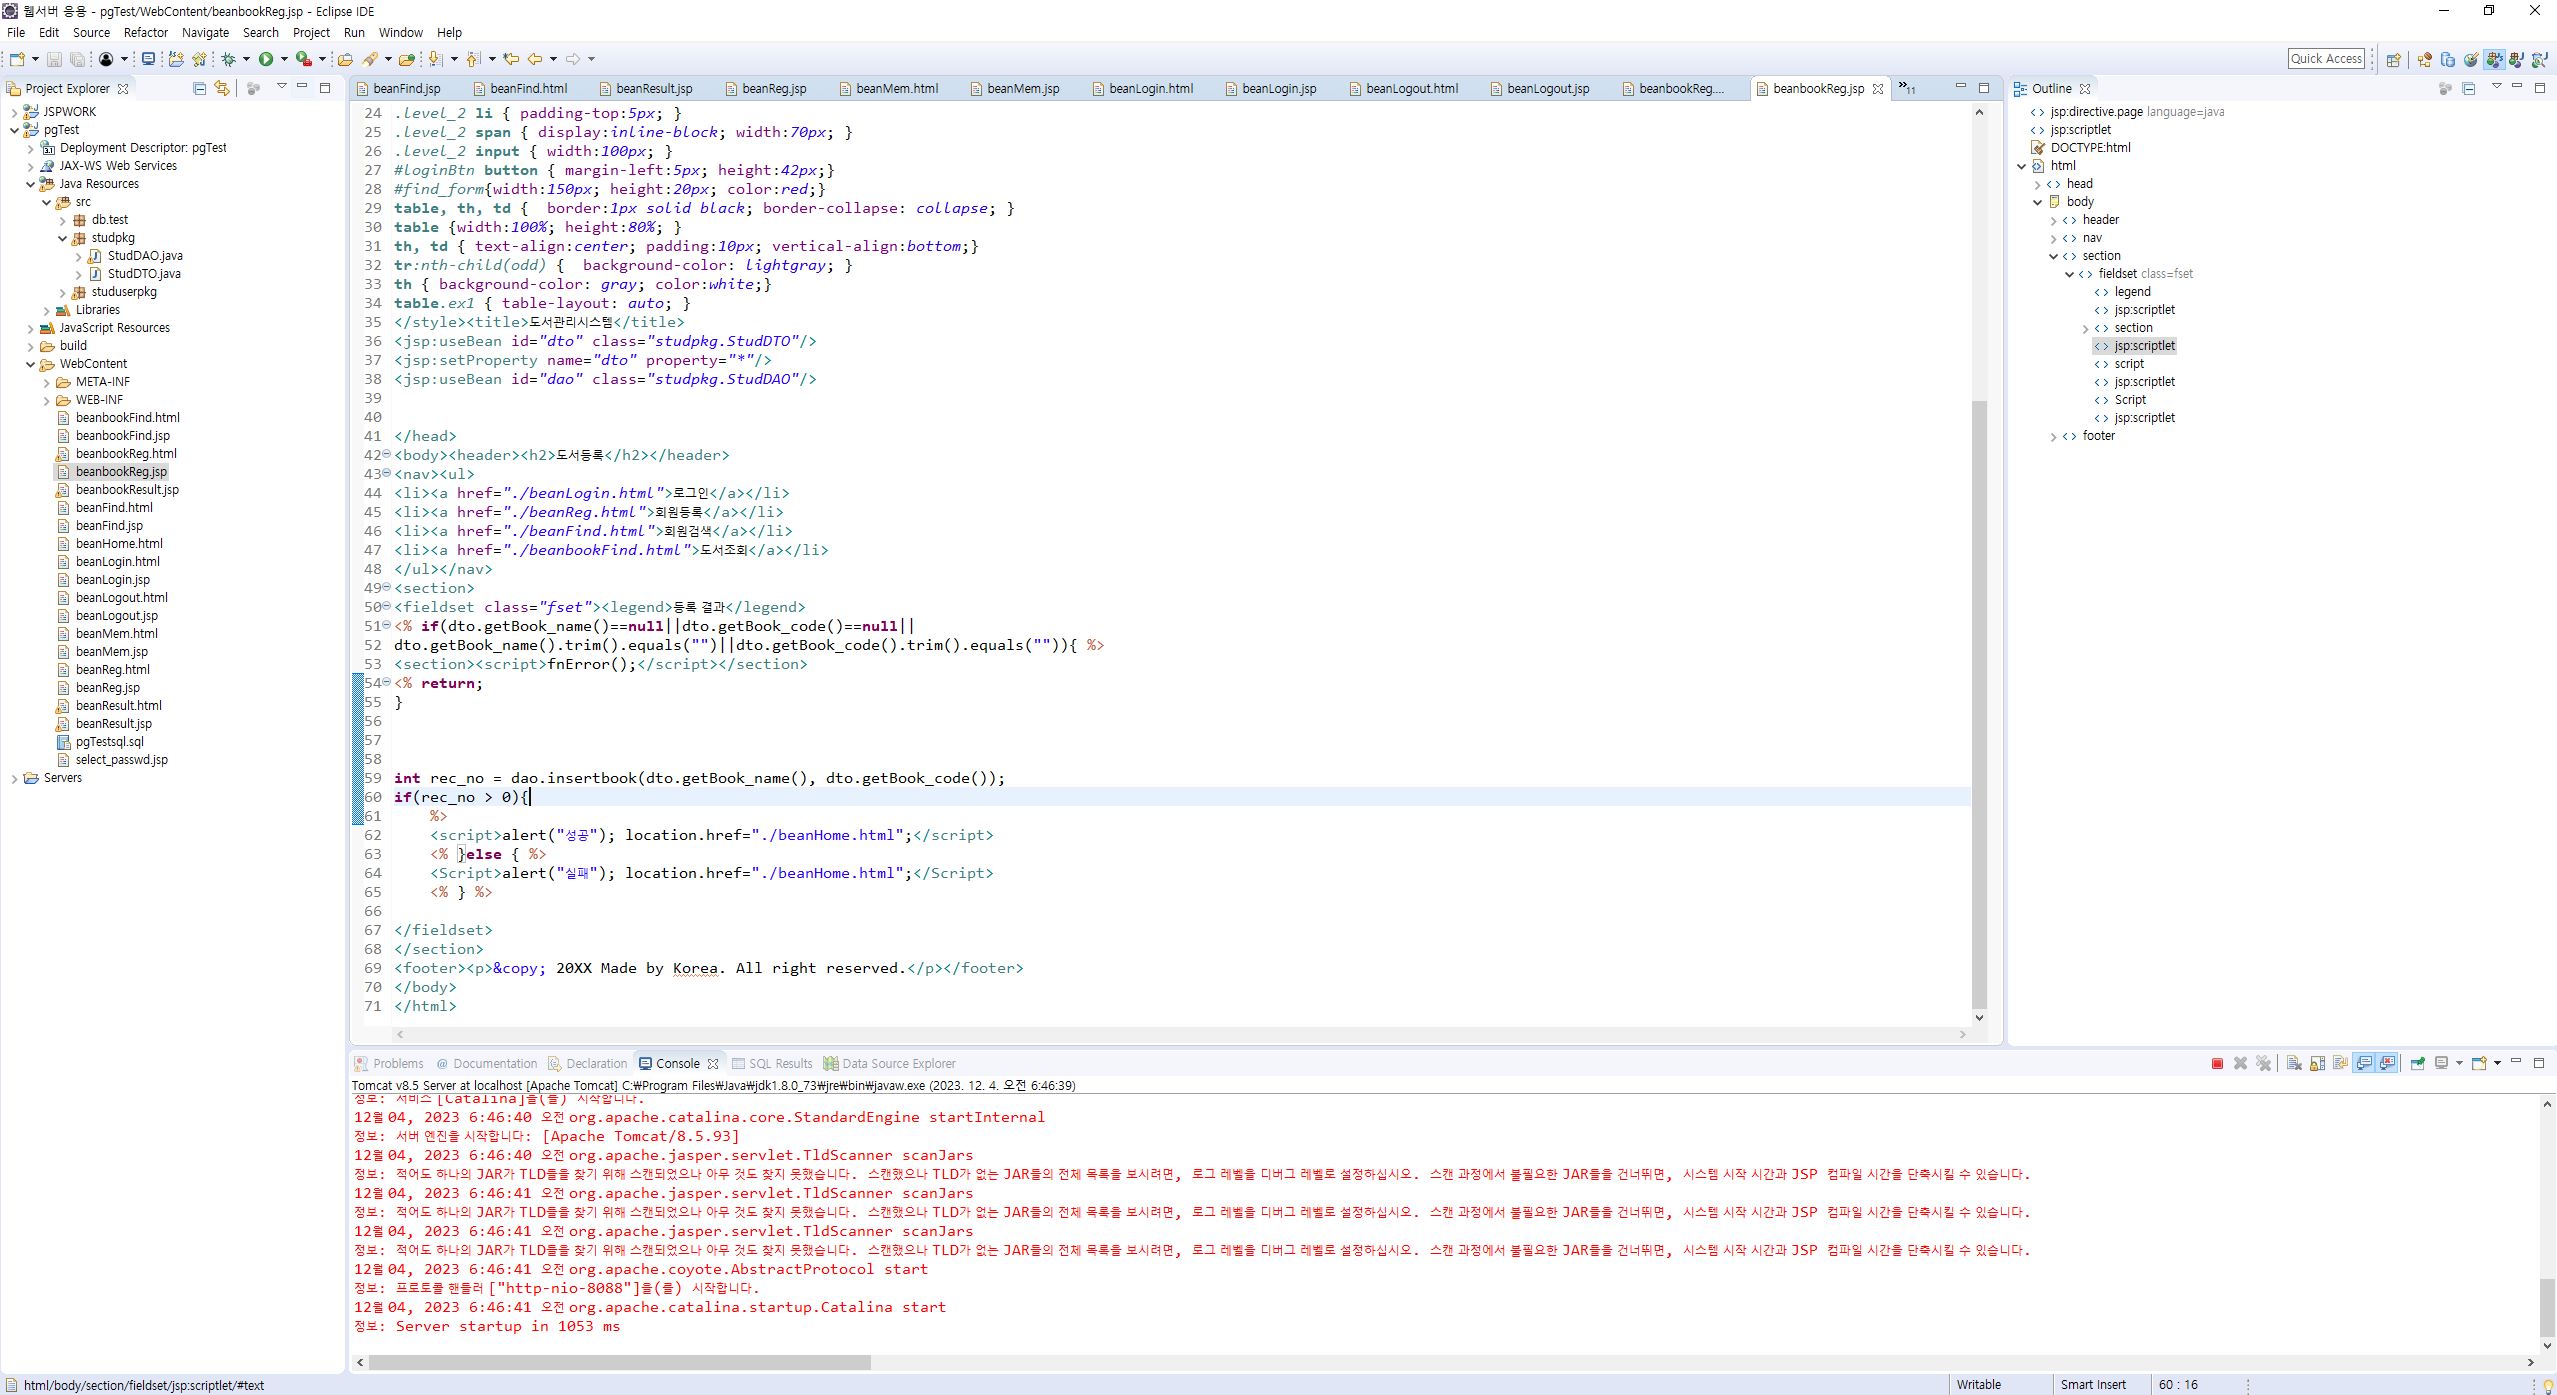 웹서버 응용 - pgTest/WebContent/beanbookReg.jsp - Eclipse IDE
File Edit Source Refactor Navigate Search Project Run Window Help
Quick Access
Project Explorer
JSPWORK
pgTest
Deployment Descriptor: pgTest
JAX-WS Web Services
Java Resources
src
db.test
studpkg
StudDAO.java
StudDTO.java
studuserpkg
Libraries
JavaScript Resources
build
WebContent
META-INF
WEB-INF
beanbookFind.html
beanbookFind.jsp
beanbookReg.html
beanbookReg.jsp
beanbookResult.jsp
beanFind.html
beanFind.jsp
beanHome.html
beanLogin.html
beanLogin.jsp
beanLogout.html
beanLogout.jsp
beanMem.html
beanMem.jsp
beanReg.html
beanReg.jsp
beanResult.html
beanResult.jsp
pgTestsql.sql
select_passwd.jsp
Servers
beanFind.jsp beanFind.html beanResult.jsp beanReg.jsp beanMem.html beanMem.jsp beanLogin.html beanLogin.jsp beanLogout.html beanLogout.jsp beanbookReg.... beanbookReg.jsp »11
24 .level_2 li { padding-top:5px; }
25 .level_2 span { display:inline-block; width:70px; }
26 .level_2 input { width:100px; }
27 #loginBtn button { margin-left:5px; height:42px;}
28 #find_form{width:150px; height:20px; color:red;}
29 table, th, td {  border:1px solid black; border-collapse: collapse; }
30 table {width:100%; height:80%; }
31 th, td { text-align:center; padding:10px; vertical-align:bottom;}
32 tr:nth-child(odd) {  background-color: lightgray; }
33 th { background-color: gray; color:white;}
34 table.ex1 { table-layout: auto; }
35 </style><title>도서관리시스템</title>
36 <jsp:useBean id="dto" class="studpkg.StudDTO"/>
37 <jsp:setProperty name="dto" property="*"/>
38 <jsp:useBean id="dao" class="studpkg.StudDAO"/>
39
40
41 </head>
42 <body><header><h2>도서등록</h2></header>
43 <nav><ul>
44 <li><a href="./beanLogin.html">로그인</a></li>
45 <li><a href="./beanReg.html">회원등록</a></li>
46 <li><a href="./beanFind.html">회원검색</a></li>
47 <li><a href="./beanbookFind.html">도서조회</a></li>
48 </ul></nav>
49 <section>
50 <fieldset class="fset"><legend>등록 결과</legend>
51 <% if(dto.getBook_name()==null||dto.getBook_code()==null||
52 dto.getBook_name().trim().equals("")||dto.getBook_code().trim().equals("")){ %>
53 <section><script>fnError();</script></section>
54 <% return;
55 }
56
57
58
59 int rec_no = dao.insertbook(dto.getBook_name(), dto.getBook_code());
60 if(rec_no > 0){
61     %>
62     <script>alert("성공"); location.href="./beanHome.html";</script>
63     <% }else { %>
64     <Script>alert("실패"); location.href="./beanHome.html";</Script>
65     <% } %>
66
67 </fieldset>
68 </section>
69 <footer><p>&copy; 20XX Made by Korea. All right reserved.</p></footer>
70 </body>
71 </html>
Outline
jsp:directive.page language=java
jsp:scriptlet
DOCTYPE:html
html
head
body
header
nav
section
fieldset class=fset
legend
jsp:scriptlet
section
jsp:scriptlet
script
jsp:scriptlet
Script
jsp:scriptlet
footer
Problems Documentation Declaration Console SQL Results Data Source Explorer
Tomcat v8.5 Server at localhost [Apache Tomcat] C:₩Program Files₩Java₩jdk1.8.0_73₩jre₩bin₩javaw.exe (2023. 12. 4. 오전 6:46:39)
정보: 서비스 [Catalina]을(를) 시작합니다.
12월 04, 2023 6:46:40 오전 org.apache.catalina.core.StandardEngine startInternal
정보: 서버 엔진을 시작합니다: [Apache Tomcat/8.5.93]
12월 04, 2023 6:46:40 오전 org.apache.jasper.servlet.TldScanner scanJars
정보: 적어도 하나의 JAR가 TLD들을 찾기 위해 스캔되었으나 아무 것도 찾지 못했습니다. 스캔했으나 TLD가 없는 JAR들의 전체 목록을 보시려면, 로그 레벨을 디버그 레벨로 설정하십시오. 스캔 과정에서 불필요한 JAR들을 건너뛰면, 시스템 시작 시간과 JSP 컴파일 시간을 단축시킬 수 있습니다.
12월 04, 2023 6:46:41 오전 org.apache.jasper.servlet.TldScanner scanJars
정보: 적어도 하나의 JAR가 TLD들을 찾기 위해 스캔되었으나 아무 것도 찾지 못했습니다. 스캔했으나 TLD가 없는 JAR들의 전체 목록을 보시려면, 로그 레벨을 디버그 레벨로 설정하십시오. 스캔 과정에서 불필요한 JAR들을 건너뛰면, 시스템 시작 시간과 JSP 컴파일 시간을 단축시킬 수 있습니다.
12월 04, 2023 6:46:41 오전 org.apache.jasper.servlet.TldScanner scanJars
정보: 적어도 하나의 JAR가 TLD들을 찾기 위해 스캔되었으나 아무 것도 찾지 못했습니다. 스캔했으나 TLD가 없는 JAR들의 전체 목록을 보시려면, 로그 레벨을 디버그 레벨로 설정하십시오. 스캔 과정에서 불필요한 JAR들을 건너뛰면, 시스템 시작 시간과 JSP 컴파일 시간을 단축시킬 수 있습니다.
12월 04, 2023 6:46:41 오전 org.apache.coyote.AbstractProtocol start
정보: 프로토콜 핸들러 ["http-nio-8088"]을(를) 시작합니다.
12월 04, 2023 6:46:41 오전 org.apache.catalina.startup.Catalina start
정보: Server startup in 1053 ms
html/body/section/fieldset/jsp:scriptlet/#text
Writable Smart Insert 60 : 16